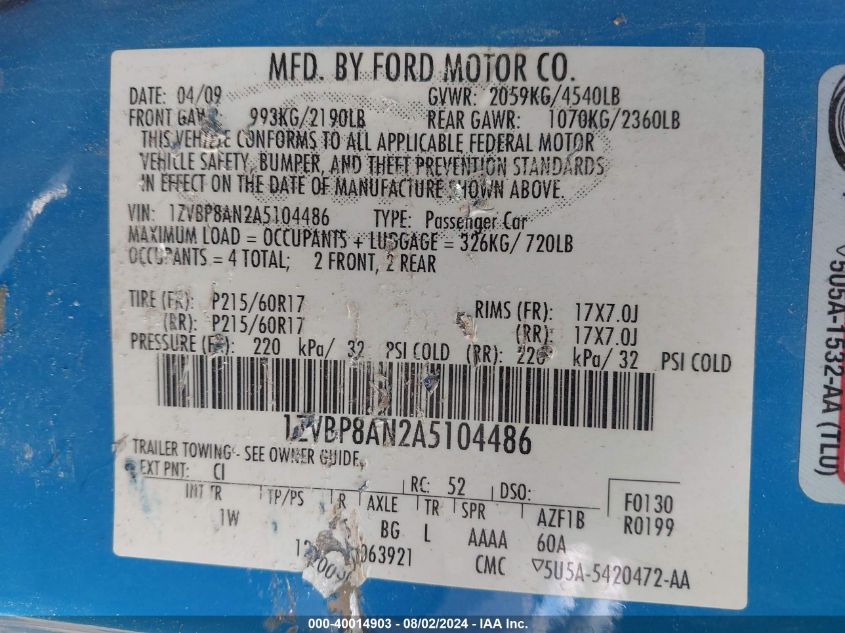 MFD. BY FORD MOTOR CO.
DATE: 04/09 GVWR: 2059KG/4540LB
FRONT GAWR: 993KG/2190LB REAR GAWR: 1070KG/2360LB
THIS VEHICLE CONFORMS TO ALL APPLICABLE FEDERAL MOTOR
VEHICLE SAFETY, BUMPER, AND THEFT PREVENTION STANDARDS
IN EFFECT ON THE DATE OF MANUFACTURE SHOWN ABOVE.
VIN: 1ZVBP8AN2A5104486 TYPE: Passenger Car
MAXIMUM LOAD = OCCUPANTS + LUGGAGE = 326KG/ 720LB
OCCUPANTS = 4 TOTAL; 2 FRONT, 2 REAR
TIRE (FR): P215/60R17 RIMS (FR): 17X7.0J
(RR): P215/60R17 (RR): 17X7.0J
PRESSURE (FR): 220 kPa/ 32 PSI COLD (RR): 220 kPa/ 32 PSI COLD
1ZVBP8AN2A5104486
TRAILER TOWING - SEE OWNER GUIDE
EXT PNT: CI RC: 52 DSO:
INT TR TP/PS R AXLE TR SPR AZF1B F0130
1W BG L AAAA 60A R0199
063921 CMC ▽5U5A-5420472-AA
▽5U5A-1532-AA (TLU)
000-40014903 - 08/02/2024 - IAA Inc.